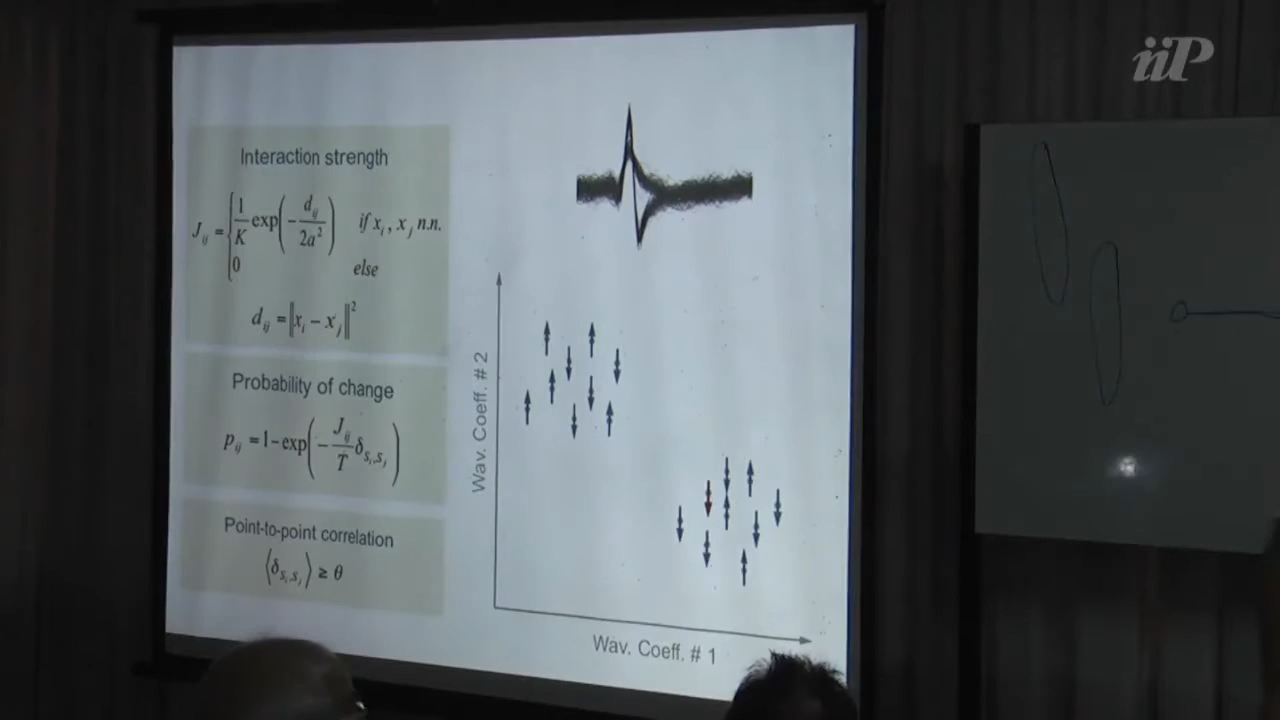 iiP
Interaction strength
J_ij = { 1/K exp(-d_ij/2a²) if x_i, x_j n.n.
0 else
d_ij = ‖x_i − x_j‖²
Probability of change
p_ij = 1-exp(-J_ij/T δ_{s_i,s_j})
Point-to-point correlation
⟨δ_{s_i,s_j}⟩ ≥ θ
Wav. Coeff. # 2
Wav. Coeff. # 1